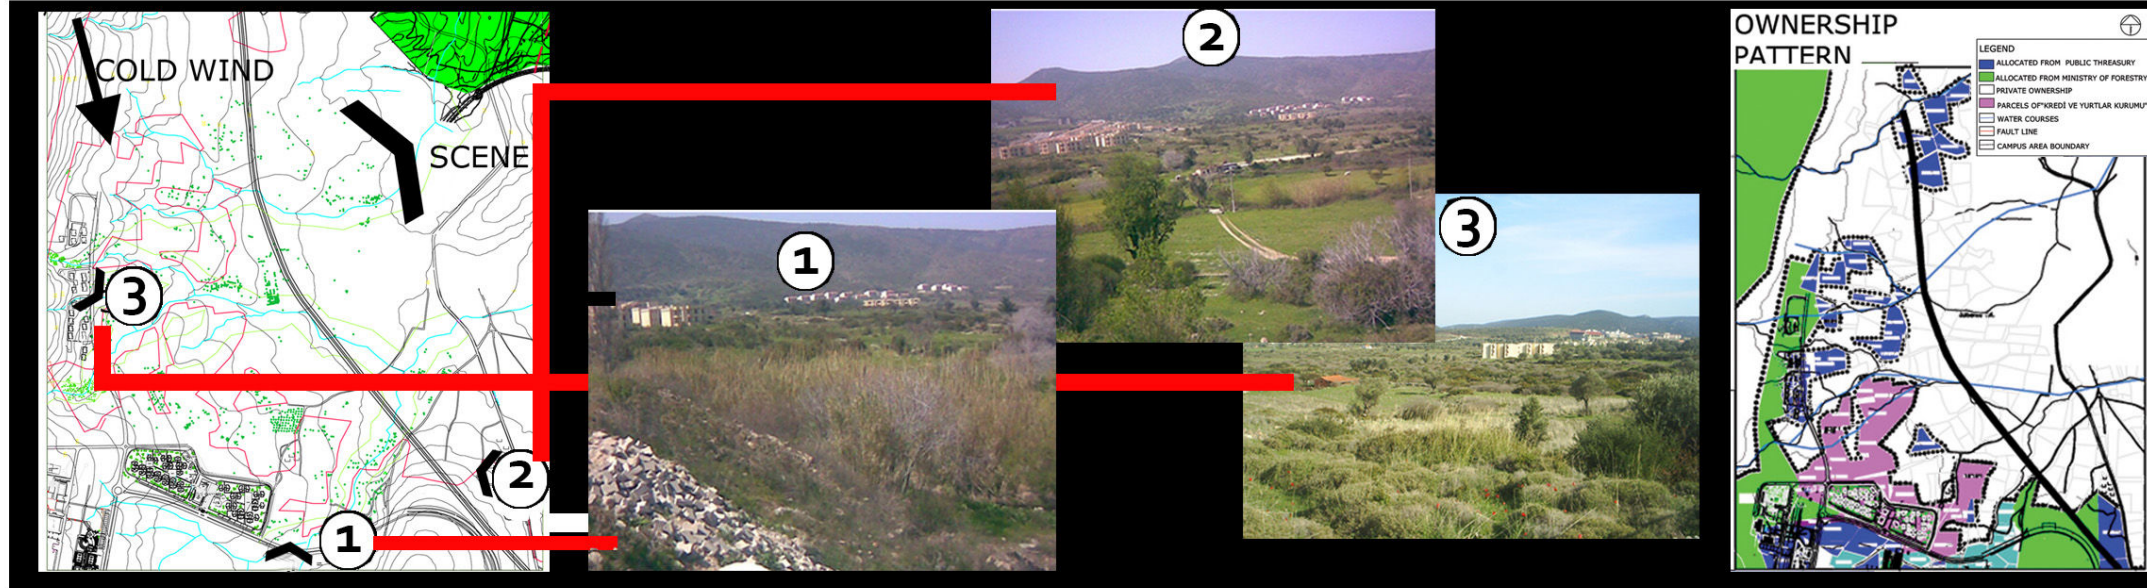 COLD WIND
SCENE
3
2
1
1
2
3
OWNERSHIP
PATTERN
LEGEND
ALLOCATED FROM PUBLIC THREASURY
ALLOCATED FROM MINISTRY OF FORESTRY
PRIVATE OWNERSHIP
PARCELS OF"KREDİ VE YURTLAR KURUMU"
WATER COURSES
FAULT LINE
CAMPUS AREA BOUNDARY